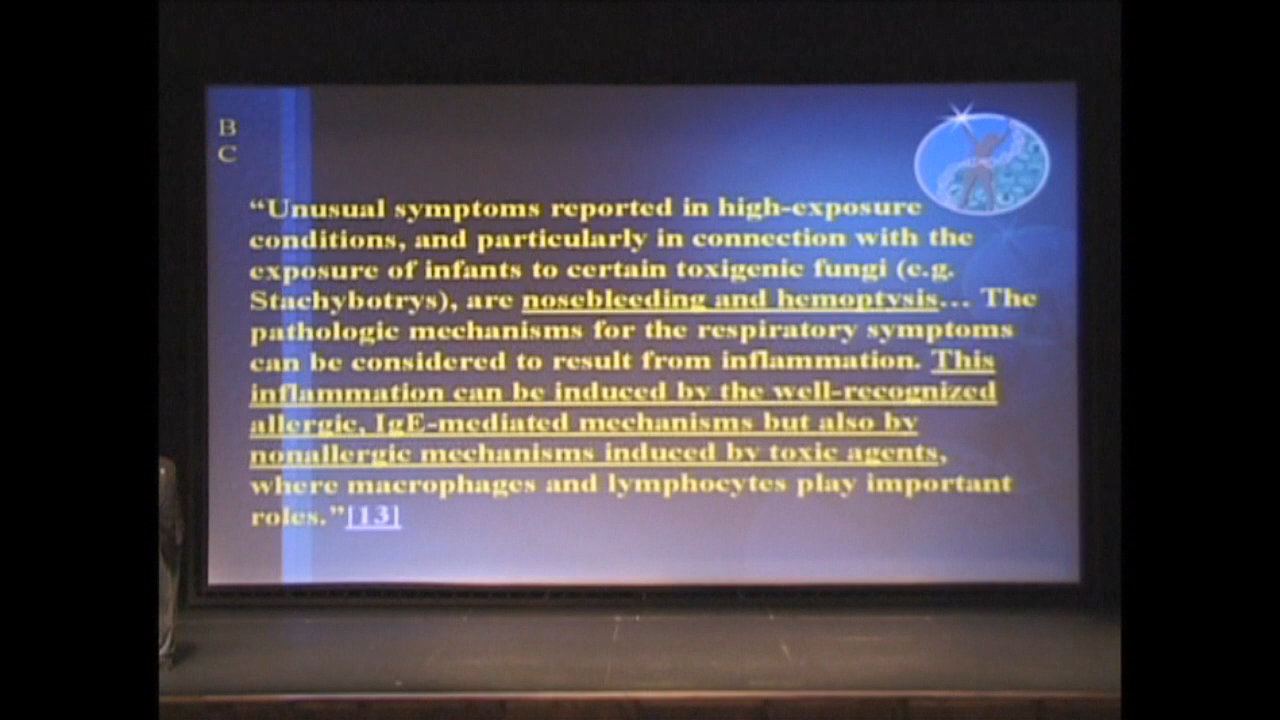 B
C
“Unusual symptoms reported in high-exposure
conditions, and particularly in connection with the
exposure of infants to certain toxigenic fungi (e.g.
Stachybotrys), are nosebleeding and hemoptysis… The
pathologic mechanisms for the respiratory symptoms
can be considered to result from inflammation. This
inflammation can be induced by the well-recognized
allergic, IgE-mediated mechanisms but also by
nonallergic mechanisms induced by toxic agents,
where macrophages and lymphocytes play important
roles.”[13]